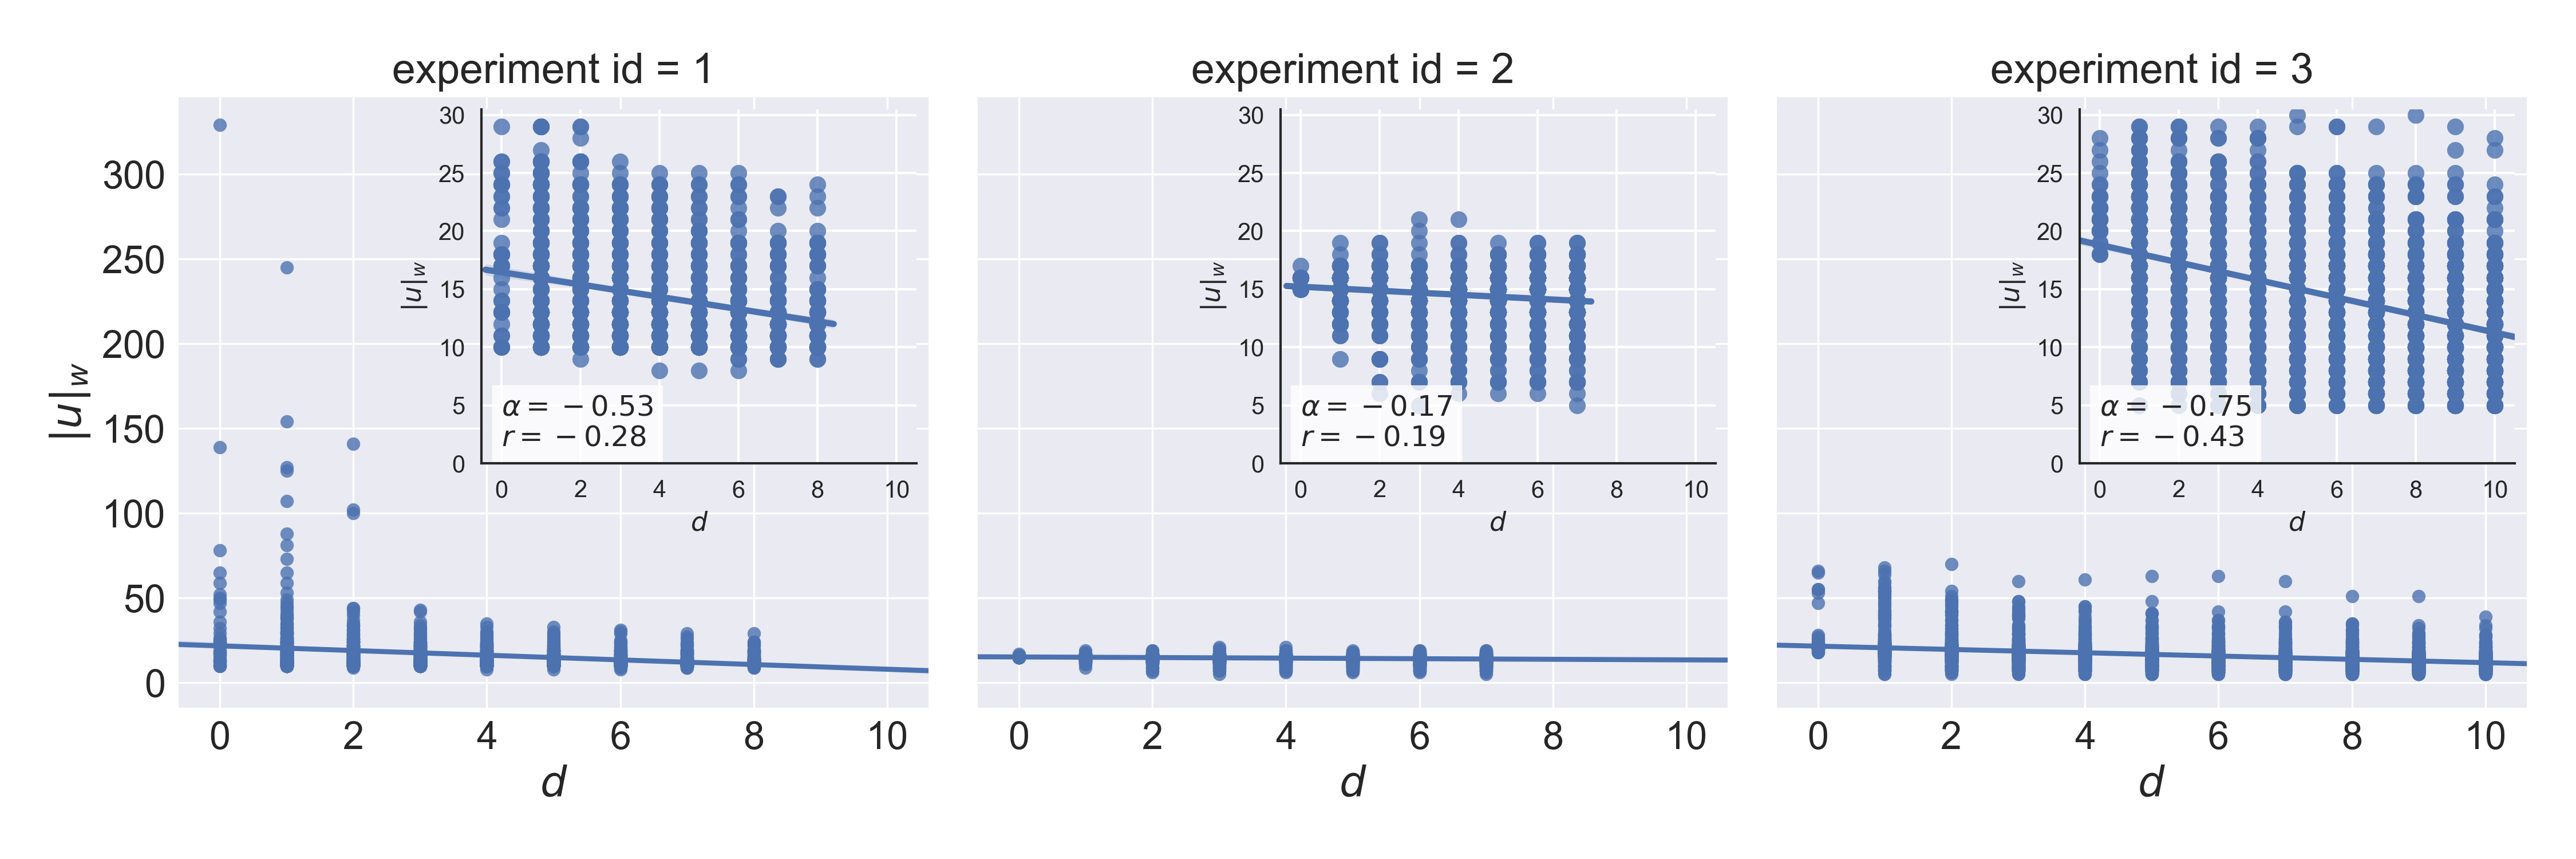 experiment id = 1
experiment id = 2
experiment id = 3
|u|w
300
250
200
150
100
50
0
0 2 4 6 8 10
d
|u|w
30
25
20
15
10
5
0
0 2 4 6 8 10
d
α = −0.53
r = −0.28
0 2 4 6 8 10
d
|u|w
30
25
20
15
10
5
0
0 2 4 6 8 10
d
α = −0.17
r = −0.19
0 2 4 6 8 10
d
|u|w
30
25
20
15
10
5
0
0 2 4 6 8 10
d
α = −0.75
r = −0.43